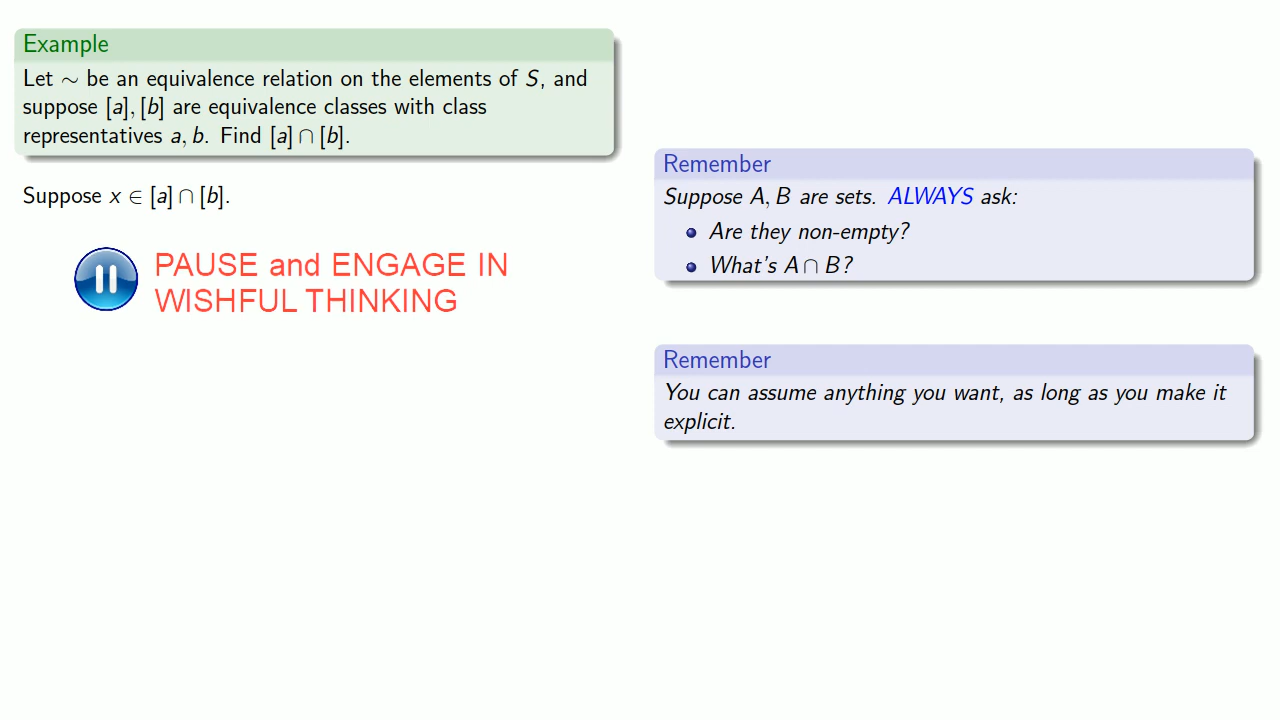 Example
Let ∼ be an equivalence relation on the elements of S, and
suppose [a], [b] are equivalence classes with class
representatives a, b. Find [a] ∩ [b].
Suppose x ∈ [a] ∩ [b].
PAUSE and ENGAGE IN
WISHFUL THINKING
Remember
Suppose A, B are sets. ALWAYS ask:
Are they non-empty?
What's A ∩ B?
Remember
You can assume anything you want, as long as you make it
explicit.